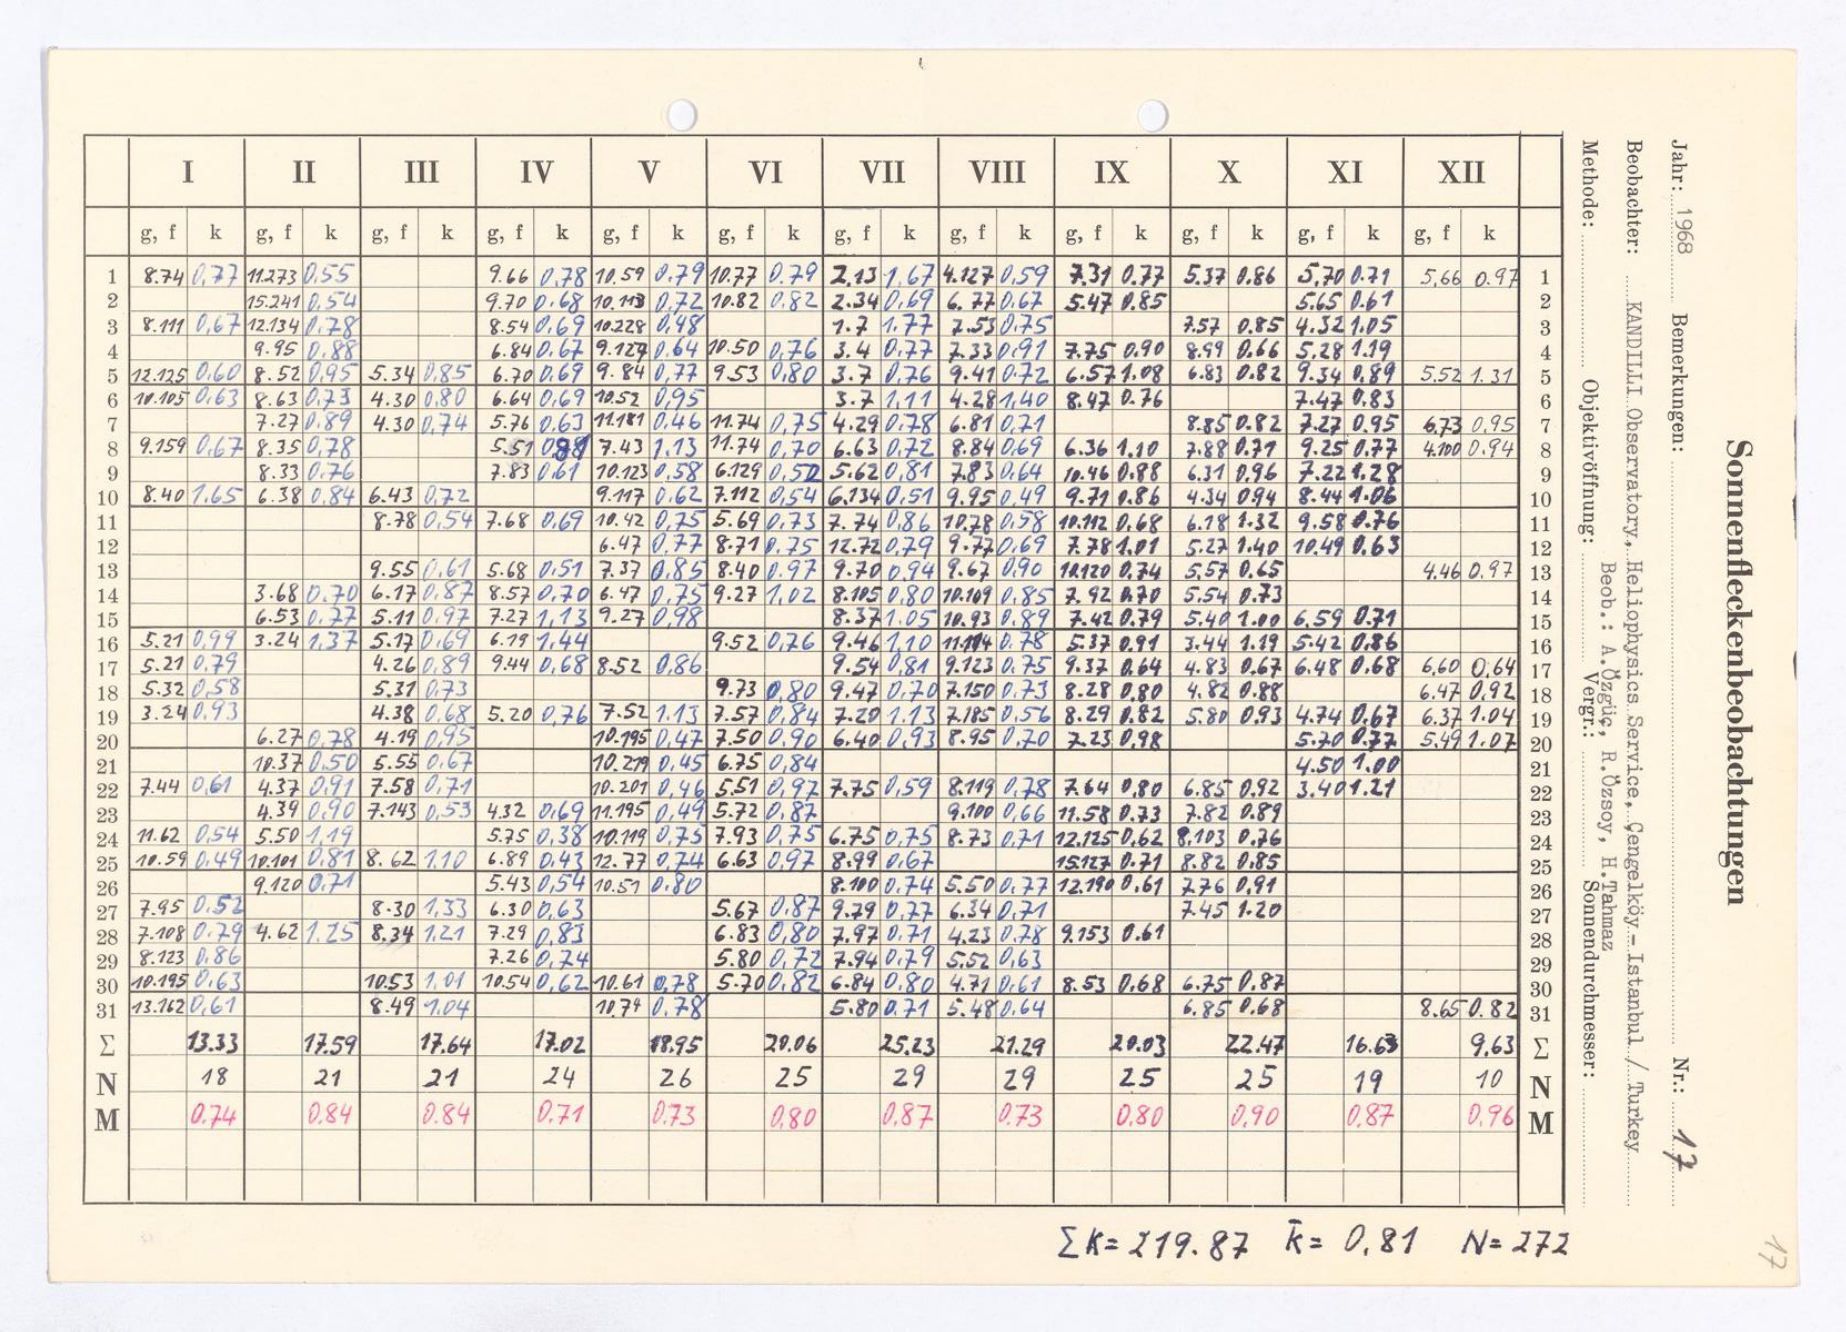 Sonnenfleckenbeobachtungen
Jahr: 1968 Bemerkungen: Nr.: 17
Beobachter: KANDILLI Observatory, Heliophysics Service, Çengelköy - Istanbul / Turkey
Beob.: A.Özgüç, R.Özsoy, H.Tahmaz
Methode: Objektivöffnung: Vergr.: Sonnendurchmesser:
I II III IV V VI VII VIII IX X XI XII
g, f k g, f k g, f k g, f k g, f k g, f k g, f k g, f k g, f k g, f k g, f k g, f k
1 8.74 0,77 11.273 0,55 9.66 0,78 10.59 0,79 10.77 0.79 2,13 1,67 4.127 0,59 7.31 0.77 5.37 0.86 5,70 0.71 5,66 0.97 1
2 15.241 0,54 9.70 0.68 10.113 0,72 10.82 0,82 2.34 0,69 6.77 0,67 5.47 0.85 5.65 0.61 2
3 8.111 0,67 12.134 0,78 8.54 0,69 10.228 0,48 1.7 1,77 7.53 0.75 7.57 0.85 4.32 1.05 3
4 9.95 0,88 6.84 0,67 9.127 0,64 10.50 0,76 3.4 0,77 7.33 0,91 7.75 0,90 8.99 0.66 5.28 1.19 4
5 12.125 0,60 8.52 0,95 5.34 0,85 6.70 0,69 9.84 0,77 9.53 0,80 3.7 0,76 9.41 0.72 6.57 1.08 6.83 0.82 9.34 0.89 5.52 1.31 5
6 10.105 0,63 8.63 0,73 4.30 0,80 6.64 0,69 10.52 0,95 3.7 1,11 4.28 1,40 8.47 0.76 7.47 0.83 6
7 7.27 0,89 4.30 0,74 5.76 0,63 11.181 0,46 11.74 0,75 4.29 0,78 6.81 0,71 8.85 0.82 7.27 0.95 6.73 0.95 7
8 9.159 0,67 8.35 0,78 5.51 7.43 1,13 11.74 0,70 6.63 0,72 8.84 0,69 6.36 1.10 7.88 0.71 9.25 0.77 4.100 0.94 8
9 8.33 0,76 7.83 0,61 10.123 0,58 6.129 0,52 5.62 0,81 7.83 0,64 10.46 0.88 6.31 0.96 7.22 1.28 9
10 8.40 1,65 6.38 0,84 6.43 0,72 9.117 0,62 7.112 0,54 6.134 0,51 9.95 0,49 9.71 0.86 4.34 0.94 8.44 1.06 10
11 8.78 0,54 7.68 0,69 10.42 0,75 5.69 0,73 7.74 0,86 10.78 0,58 10.112 0,68 6.18 1.32 9.58 0.76 11
12 6.47 0,77 8.71 0,75 12.72 0,79 9.77 0,69 7.78 1.01 5.27 1.40 10.49 0.63 12
13 9.55 0,61 5.68 0,51 7.37 0,85 8.40 0.97 9.70 0,94 9.67 0,90 10.120 0,74 5,57 0.65 4.46 0.97 13
14 3.68 0,70 6.17 0,87 8.57 0,70 6.47 0,75 9.27 1,02 8.105 0,80 10.109 0,85 7.92 0.70 5.54 0.73 14
15 6.53 0,77 5.11 0,97 7.27 1,13 9.27 0,98 8.37 1,05 10.93 0,89 7.42 0.79 5.40 1.00 6,59 0.71 15
16 5.21 0,99 3.24 1,37 5.17 0,69 6.19 1,44 9.52 0,76 9.46 1,10 11.114 0.78 5.37 0.91 3.44 1.19 5.42 0.86 16
17 5.21 0,79 4.26 0,89 9.44 0,68 8.52 0,86 9.54 0,81 9.123 0.75 9.37 0.64 4.83 0.67 6.48 0.68 6,60 0,64 17
18 5.32 0,58 5.31 0,73 9.73 0,80 9.47 0,70 7.150 0,73 8.28 0,80 4.82 0.88 6.47 0,92 18
19 3.24 0,93 4.38 0,68 5.20 0,76 7.52 1.13 7.57 0,84 7.20 1,13 7.185 0,56 8.29 0.82 5.80 0.93 4.74 0.67 6.37 1.04 19
20 6.27 0,78 4.19 0,95 10.195 0,47 7.50 0,90 6.40 0,93 8.95 0,70 7.23 0,98 5.70 0.77 5.49 1.07 20
21 10.37 0,50 5.55 0,67 10.279 0,45 6.75 0,84 4.50 1.00 21
22 7.44 0,61 4.37 0,91 7.58 0,71 10.201 0,46 5,51 0,97 7.75 0,59 8.119 0,78 7.64 0,80 6.85 0,92 3.40 1.21 22
23 4.39 0,90 7.143 0,53 4.32 0,69 11.195 0,49 5.72 0,87 9.100 0,66 11.58 0.73 7.82 0.89 23
24 11.62 0,54 5.50 1,19 5.75 0,38 10.119 0,75 7.93 0,75 6.75 0,75 8.73 0,71 12.125 0,62 8.103 0.76 24
25 10.59 0.49 10.101 0,81 8.62 1.10 6.89 0,43 12.77 0,74 6.63 0,97 8.99 0,67 15.127 0.71 8.82 0.85 25
26 9.120 0,71 5.43 0,54 10.51 0,80 8.100 0,74 5.50 0,77 12.190 0,61 7.76 0,91 26
27 7.95 0,52 8.30 1,33 6.30 0,63 5.67 0,87 9.79 0,77 6.34 0,71 7.45 1.20 27
28 7.108 0,79 4.62 1,25 8,34 1,21 7.29 0,83 6.83 0,80 7.97 0,71 4.23 0,78 9.153 0.61 28
29 8.123 0,86 7.26 0,74 5.80 0,72 7.94 0,79 5.52 0,63 29
30 10.195 0,63 10.53 1,01 10.54 0,62 10.61 0,78 5.70 0,82 6.84 0,80 4.71 0,61 8.53 0,68 6.75 0.87 30
31 13.162 0,61 8.49 1,04 10,74 0,78 5.80 0,71 5.48 0,64 6.85 0.68 8.65 0.82 31
Σ 13.33 17.59 17.64 17.02 18.95 20.06 25.23 21.29 20.03 22.47 16.63 9,63 Σ
N 18 21 21 24 26 25 29 29 25 25 19 10 N
M 0.74 0.84 0.84 0.71 0.73 0,80 0,87 0.73 0.80 0,90 0,87 0,96 M
ΣK = 219.87 k̄ = 0,81 N = 272
17